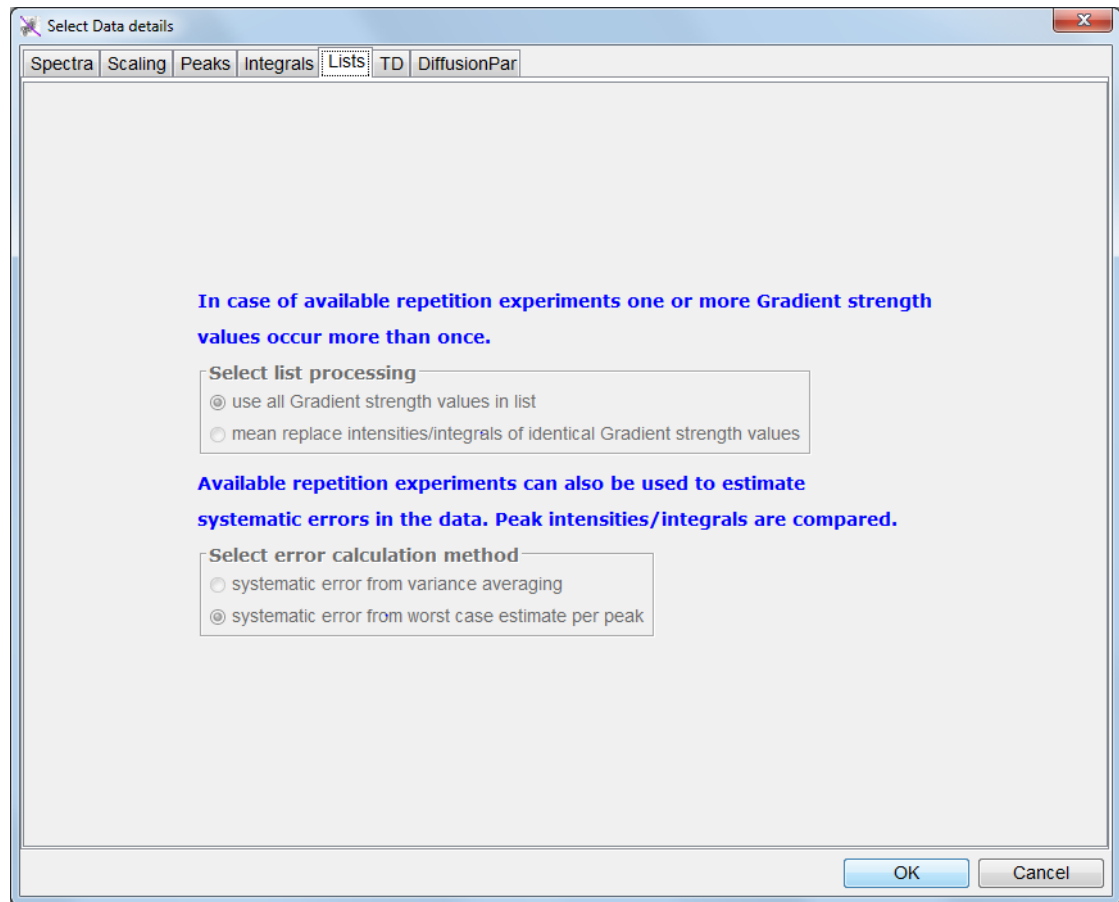 Select Data details
x
Spectra Scaling Peaks Integrals Lists TD DiffusionPar
In case of available repetition experiments one or more Gradient strength
values occur more than once.
Select list processing
use all Gradient strength values in list
mean replace intensities/integrals of identical Gradient strength values
Available repetition experiments can also be used to estimate
systematic errors in the data. Peak intensities/integrals are compared.
Select error calculation method
systematic error from variance averaging
systematic error from worst case estimate per peak
OK Cancel